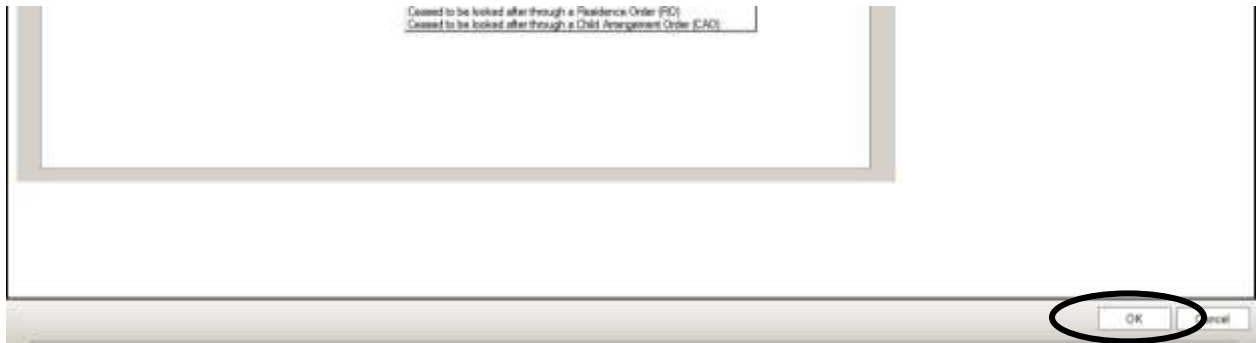 Ceased to be looked after through a Residence Order (RO)
Ceased to be looked after through a Child Arrangement Order (CAO)
OK
Cancel